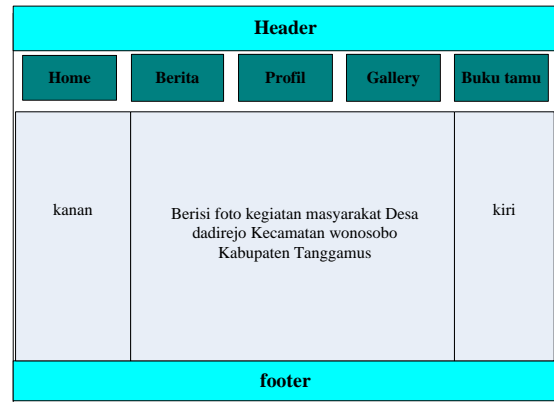 Header
Home Berita Profil Gallery Buku tamu
kanan
Berisi foto kegiatan masyarakat Desa
dadirejo Kecamatan wonosobo
Kabupaten Tanggamus
kiri
footer